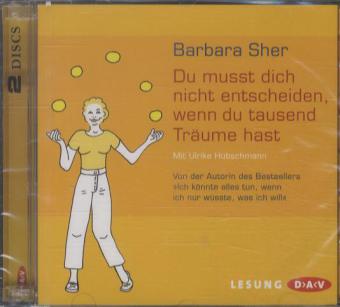 2 DISCS
Barbara Sher
Du musst dich
nicht entscheiden,
wenn du tausend
Träume hast
Mit Ulrike Hübschmann
Von der Autorin des Bestsellers
»Ich könnte alles tun, wenn
ich nur wüsste, was ich will«
LESUNG D>A<V